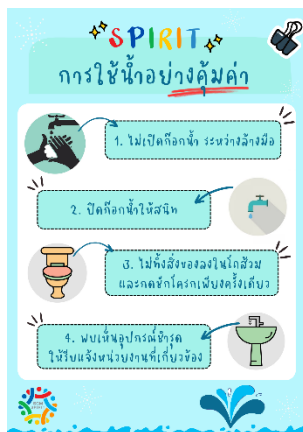 SPIRIT
การใช้น้ำอย่างคุ้มค่า
1. ไม่เปิดก๊อกน้ำ ระหว่างล้างมือ
2. ปิดก๊อกน้ำให้สนิท
3. ไม่ทิ้งสิ่งของลงในโถส้วม
และกดชักโครกเพียงครั้งเดียว
4. พบเห็นอุปกรณ์ชำรุด
ให้รีบแจ้งหน่วยงานที่เกี่ยวข้อง